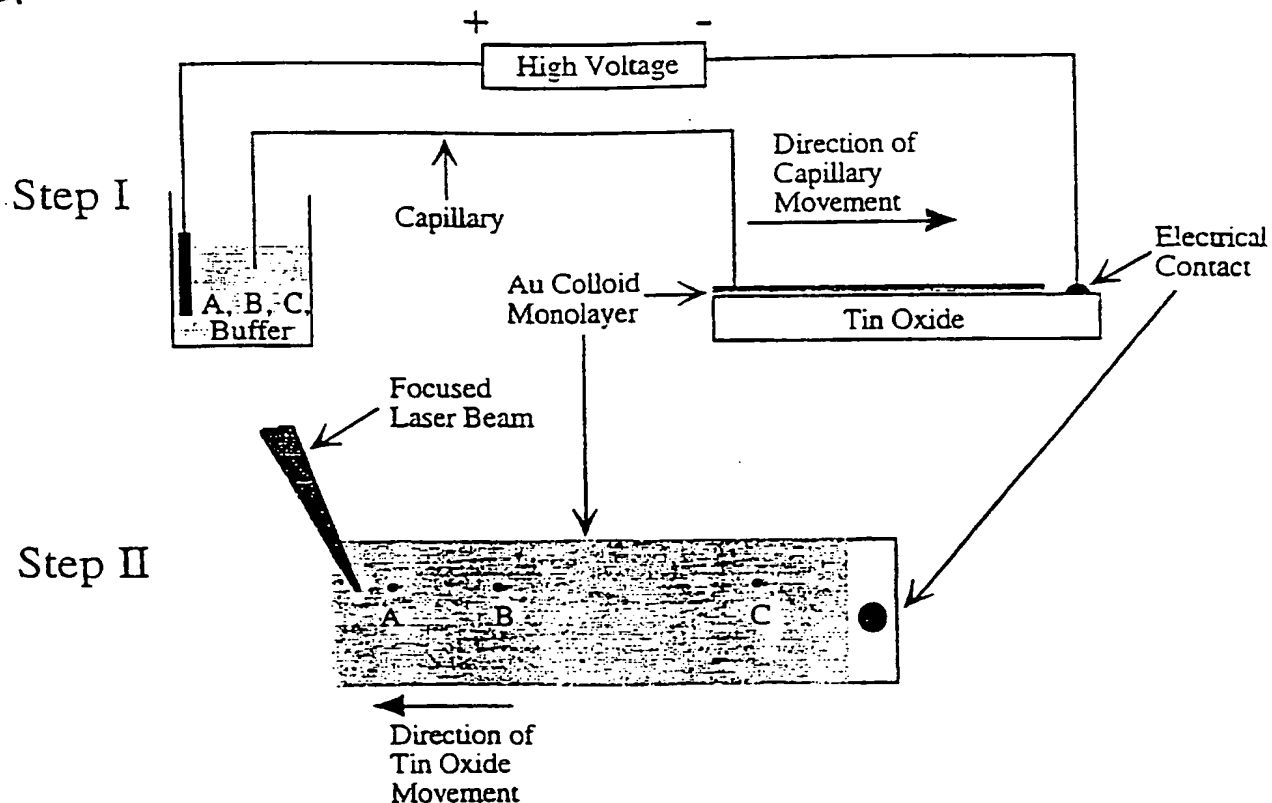 + -
High Voltage
Step I
Capillary
Direction of
Capillary
Movement
Electrical
Contact
A, B, C,
Buffer
Au Colloid
Monolayer
Tin Oxide
Focused
Laser Beam
Step II
A B C
Direction of
Tin Oxide
Movement